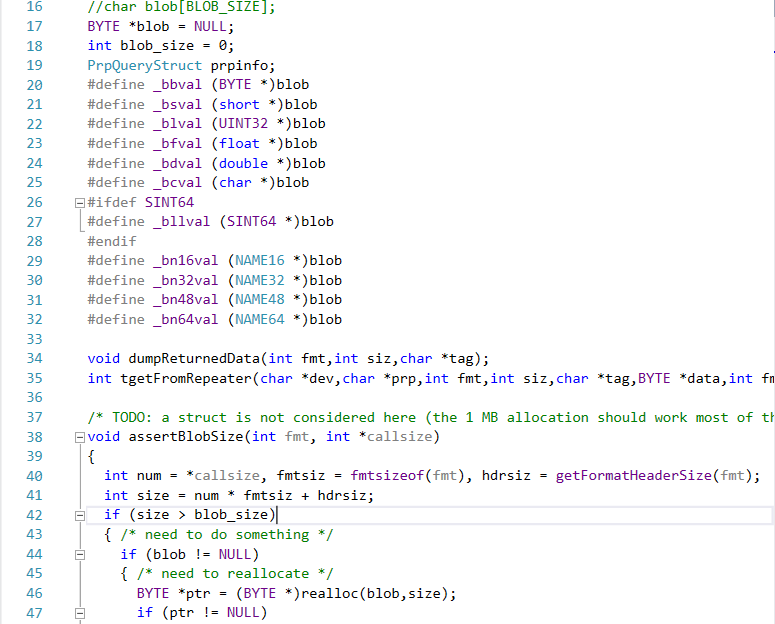 16 //char blob[BLOB_SIZE];
17 BYTE *blob = NULL;
18 int blob_size = 0;
19 PrpQueryStruct prpinfo;
20 #define _bbval (BYTE *)blob
21 #define _bsval (short *)blob
22 #define _blval (UINT32 *)blob
23 #define _bfval (float *)blob
24 #define _bdval (double *)blob
25 #define _bcval (char *)blob
26 #ifdef SINT64
27 #define _bllval (SINT64 *)blob
28 #endif
29 #define _bn16val (NAME16 *)blob
30 #define _bn32val (NAME32 *)blob
31 #define _bn48val (NAME48 *)blob
32 #define _bn64val (NAME64 *)blob
33
34 void dumpReturnedData(int fmt,int siz,char *tag);
35 int tgetFromRepeater(char *dev,char *prp,int fmt,int siz,char *tag,BYTE *data,int fm
36
37 /* TODO: a struct is not considered here (the 1 MB allocation should work most of th
38 void assertBlobSize(int fmt, int *callsize)
39 {
40 int num = *callsize, fmtsiz = fmtsizeof(fmt), hdrsiz = getFormatHeaderSize(fmt);
41 int size = num * fmtsiz + hdrsiz;
42 if (size > blob_size)
43 { /* need to do something */
44 if (blob != NULL)
45 { /* need to reallocate */
46 BYTE *ptr = (BYTE *)realloc(blob,size);
47 if (ptr != NULL)